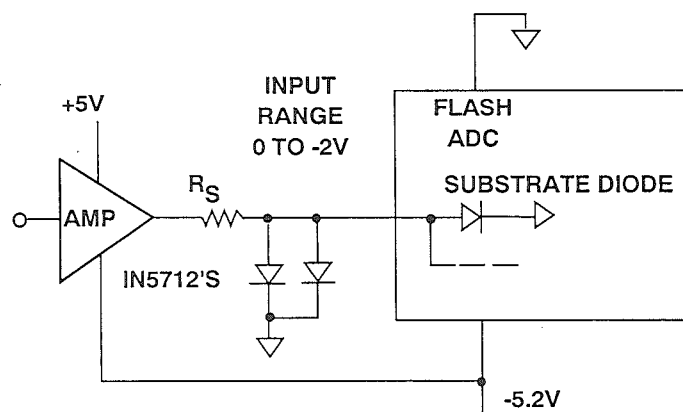 +5V
AMP
RS
INPUT
RANGE
0 TO -2V
IN5712'S
FLASH
ADC
SUBSTRATE DIODE
-5.2V